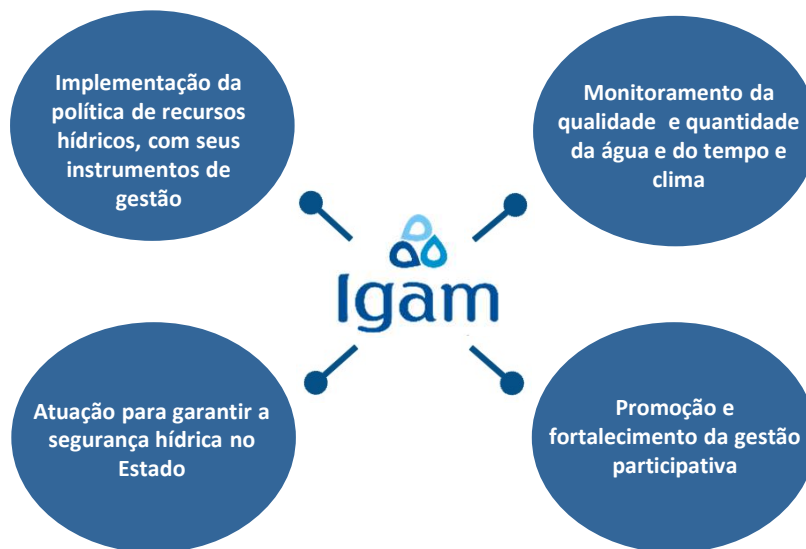 Implementação da
política de recursos
hídricos, com seus
instrumentos de
gestão
Monitoramento da
qualidade e quantidade
da água e do tempo e
clima
Igam
Atuação para garantir a
segurança hídrica no
Estado
Promoção e
fortalecimento da gestão
participativa